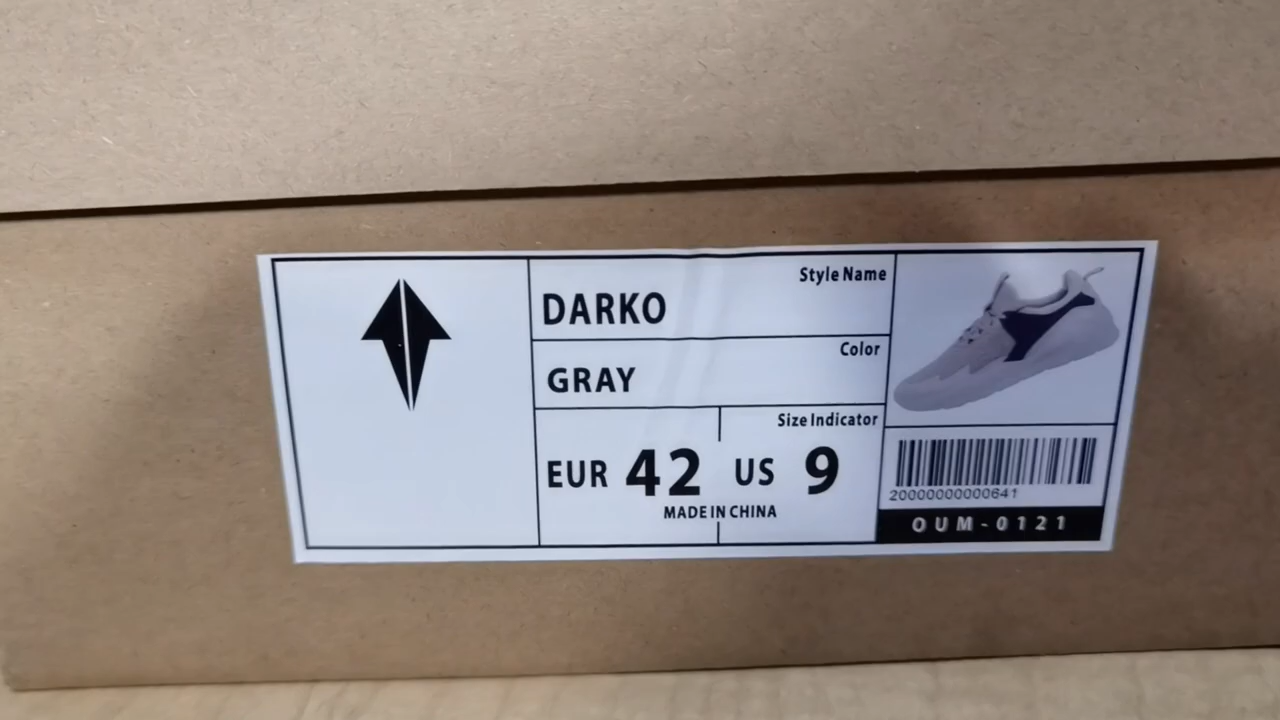 Style Name
DARKO
Color
GRAY
Size Indicator
EUR 42 US 9
MADE IN CHINA
20000000000641
OUM-0121